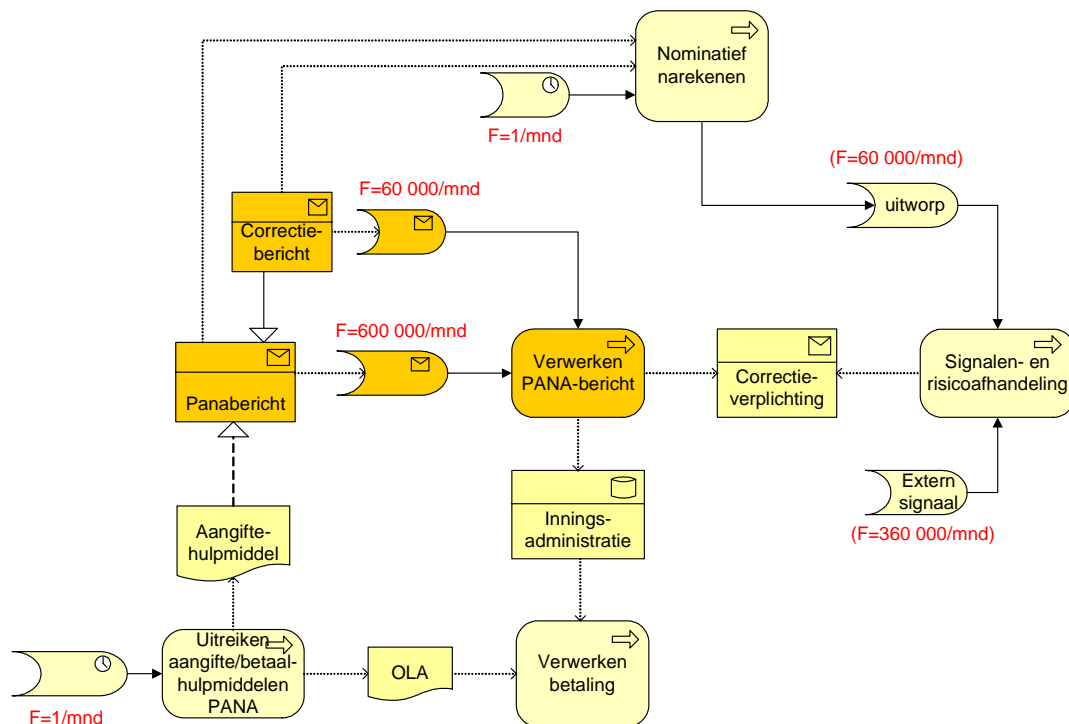 Nominatief
narekenen
F=1/mnd
(F=60 000/mnd)
F=60 000/mnd
uitworp
Correctie-
bericht
F=600 000/mnd
Panabericht
Verwerken
PANA-bericht
Correctie-
verplichting
Signalen- en
risicoafhandeling
Extern
signaal
(F=360 000/mnd)
Aangifte-
hulpmiddel
Innings-
administratie
Uitreiken
aangifte/betaal-
hulpmiddelen
PANA
OLA
Verwerken
betaling
F=1/mnd